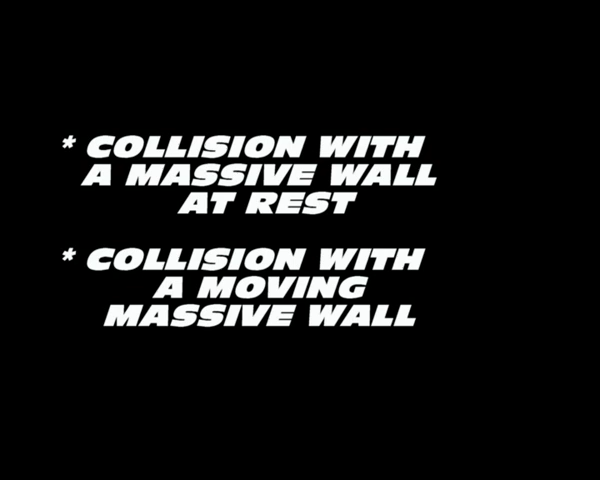 * COLLISION WITH
A MASSIVE WALL
AT REST
* COLLISION WITH
A MOVING
MASSIVE WALL